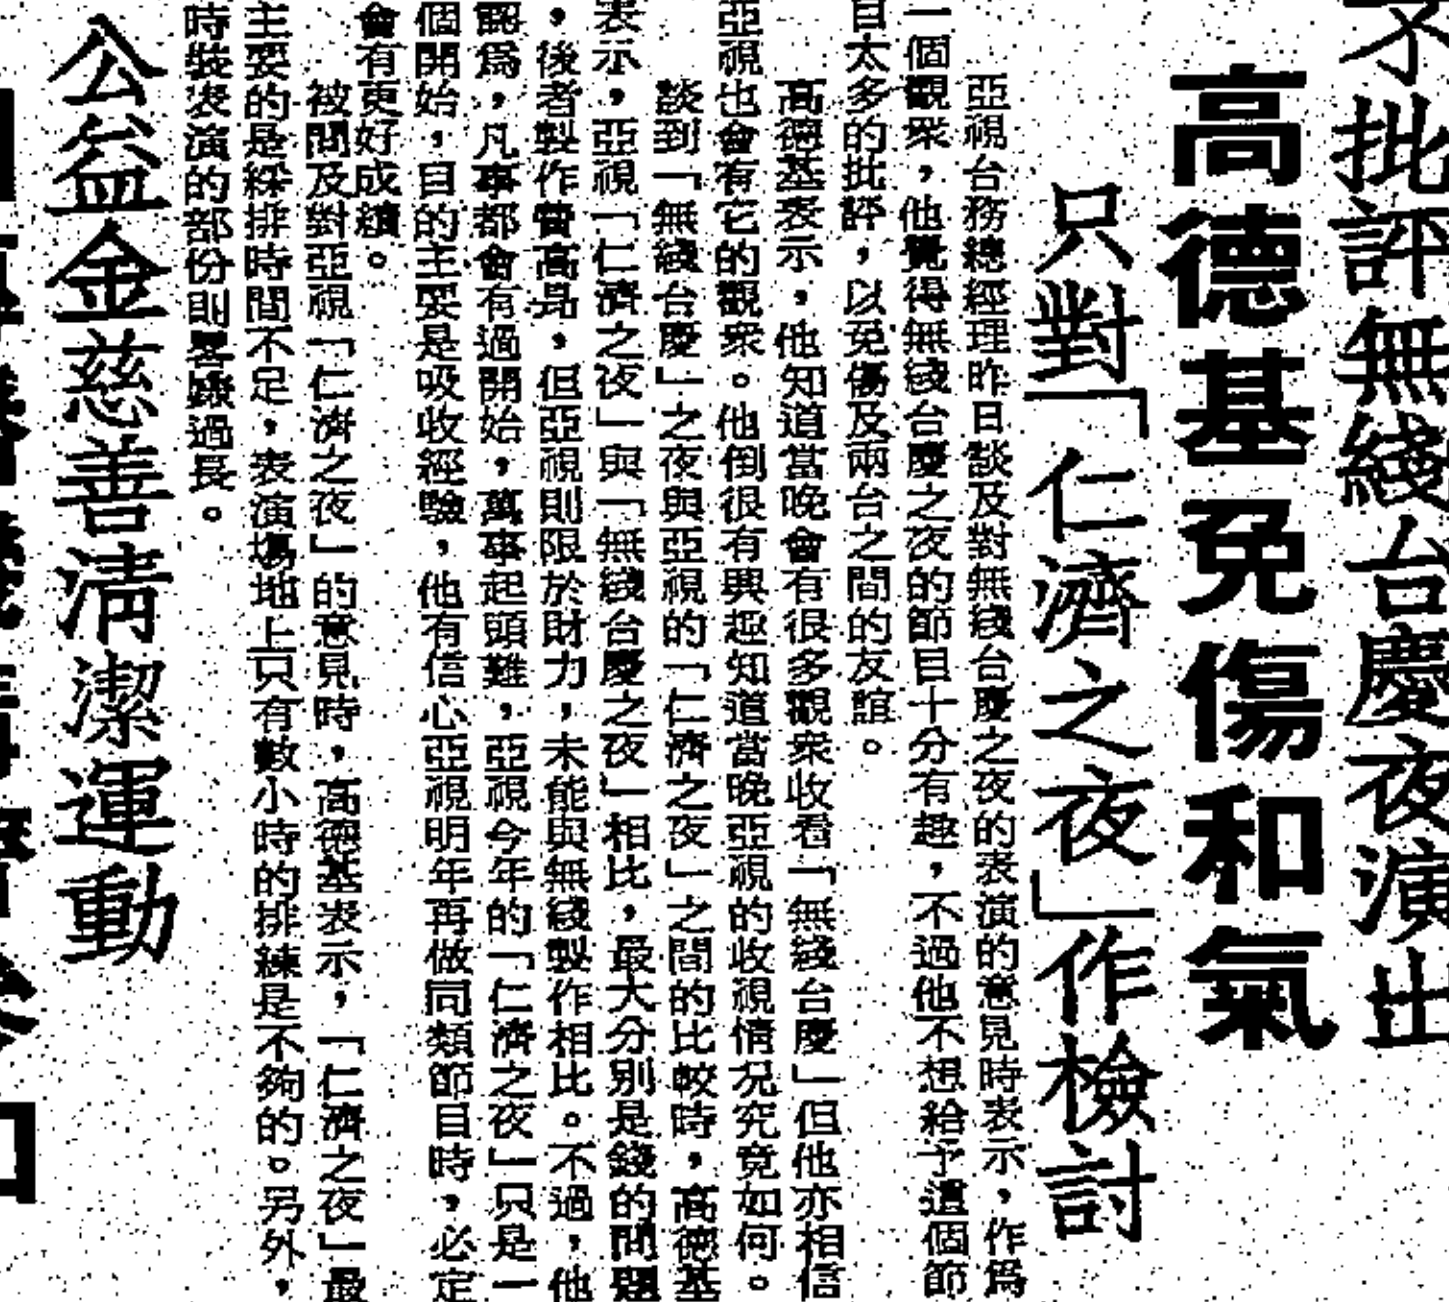 不批評無綫台慶夜演出
高德基免傷和氣
只對「仁濟之夜」作檢討
亞視台務總經理昨日談及對無綫台慶之夜的表演的意見時表示，作爲
一個觀衆，他覺得無綫台慶之夜的節目十分有趣，不過他不想給予這個節
目太多的批評，以免傷及兩台之間的友誼。
高德基表示，他知道當晚會有很多觀衆收看「無綫台慶」但他亦相信
亞視也會有它的觀衆。他倒很有興趣知道當晚亞視的收視情況究竟如何。
談到「無綫台慶」之夜與亞視的「仁濟之夜」之間的比較時，高德基
表示，亞視「仁濟之夜」與「無綫台慶之夜」相比，最大分別是錢的問題
，後者製作費高昂，但亞視則限於財力，未能與無綫製作相比。不過，他
認爲，凡事都會有過開始，萬事起頭難，亞視今年的「仁濟之夜」只是一
個開始，目的主要是吸收經驗，他有信心亞視明年再做同類節目時，必定
會有更好成績。
被問及對亞視「仁濟之夜」的意見時，高德基表示，「仁濟之夜」最
主要的是綵排時間不足，表演塲地上只有數小時的排練是不夠的。另外，
時裝表演的部份則畧嫌過長。
公益金慈善清潔運動